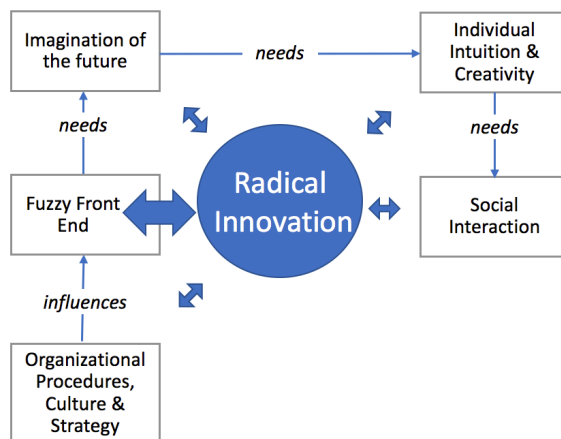 Imagination of
the future
needs
Individual
Intuition &
Creativity
needs
needs
Fuzzy Front
End
Radical
Innovation
Social
Interaction
influences
Organizational
Procedures,
Culture &
Strategy